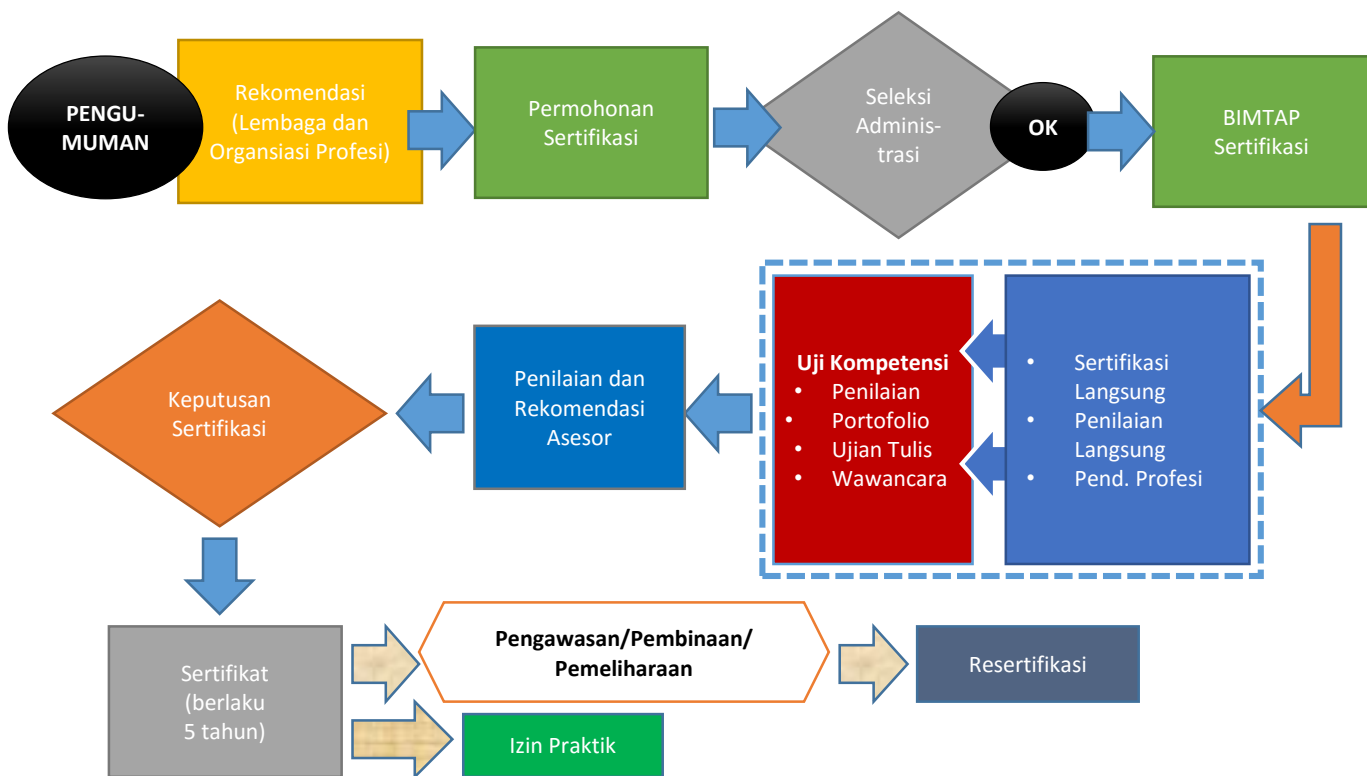 PENGU-
MUMAN
Rekomendasi
(Lembaga dan
Organsiasi Profesi)
Permohonan
Sertifikasi
Seleksi
Adminis-
trasi
OK
BIMTAP
Sertifikasi
Keputusan
Sertifikasi
Penilaian dan
Rekomendasi
Asesor
Uji Kompetensi
• Penilaian
• Portofolio
• Ujian Tulis
• Wawancara
• Sertifikasi
Langsung
• Penilaian
Langsung
• Pend. Profesi
Sertifikat
(berlaku
5 tahun)
Pengawasan/Pembinaan/
Pemeliharaan
Resertifikasi
Izin Praktik